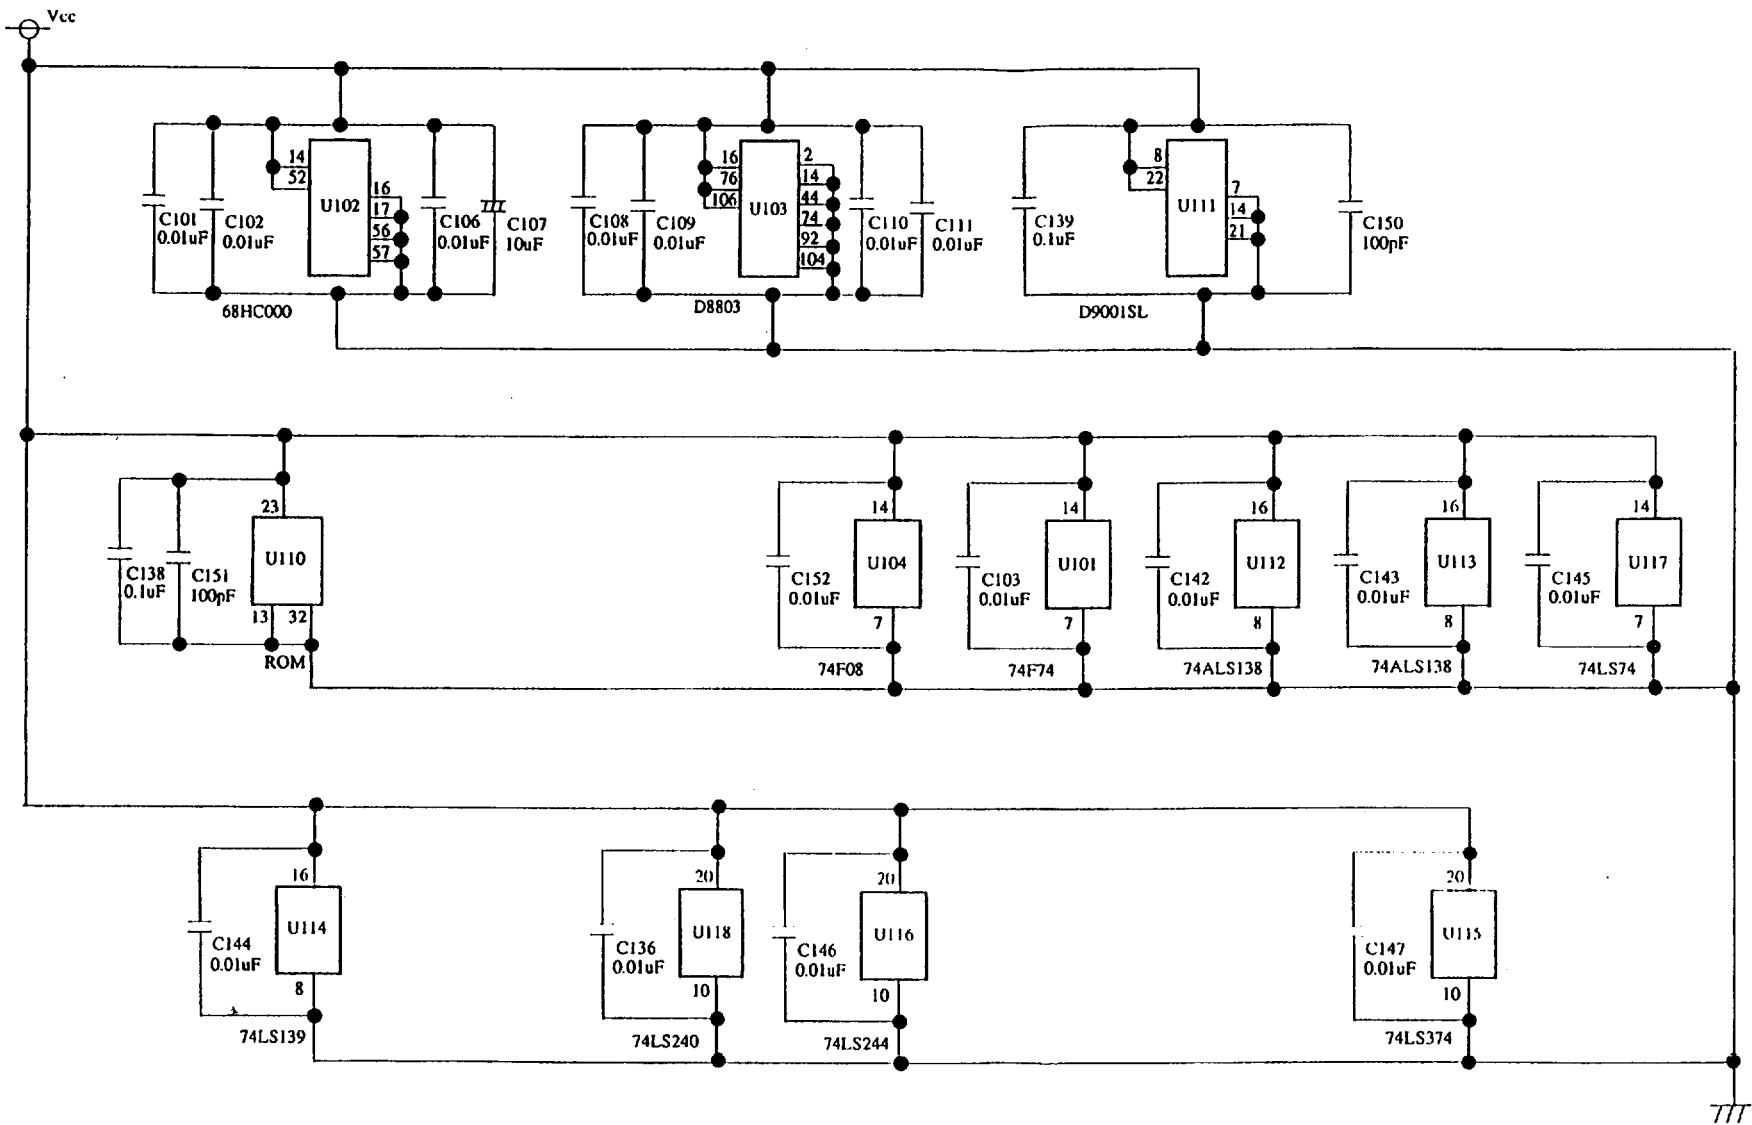 Vcc
14
52
U102
16
17
56
57
C101
0.01uF
C102
0.01uF
C106
0.01uF
C107
10uF
68HC000
16
76
106
U103
2
14
44
74
92
104
C108
0.01uF
C109
0.01uF
C110
0.01uF
C111
0.01uF
D8803
8
22
U111
7
14
21
C139
0.1uF
C150
100pF
D9001SL
23
U110
13 32
C138
0.1uF
C151
100pF
ROM
14
U104
7
C152
0.01uF
74F08
14
U101
7
C103
0.01uF
74F74
16
U112
8
C142
0.01uF
74ALS138
16
U113
8
C143
0.01uF
74ALS138
14
U117
7
C145
0.01uF
74LS74
16
U114
8
C144
0.01uF
74LS139
20
U118
10
C136
0.01uF
74LS240
20
U116
10
C146
0.01uF
74LS244
20
U115
10
C147
0.01uF
74LS374